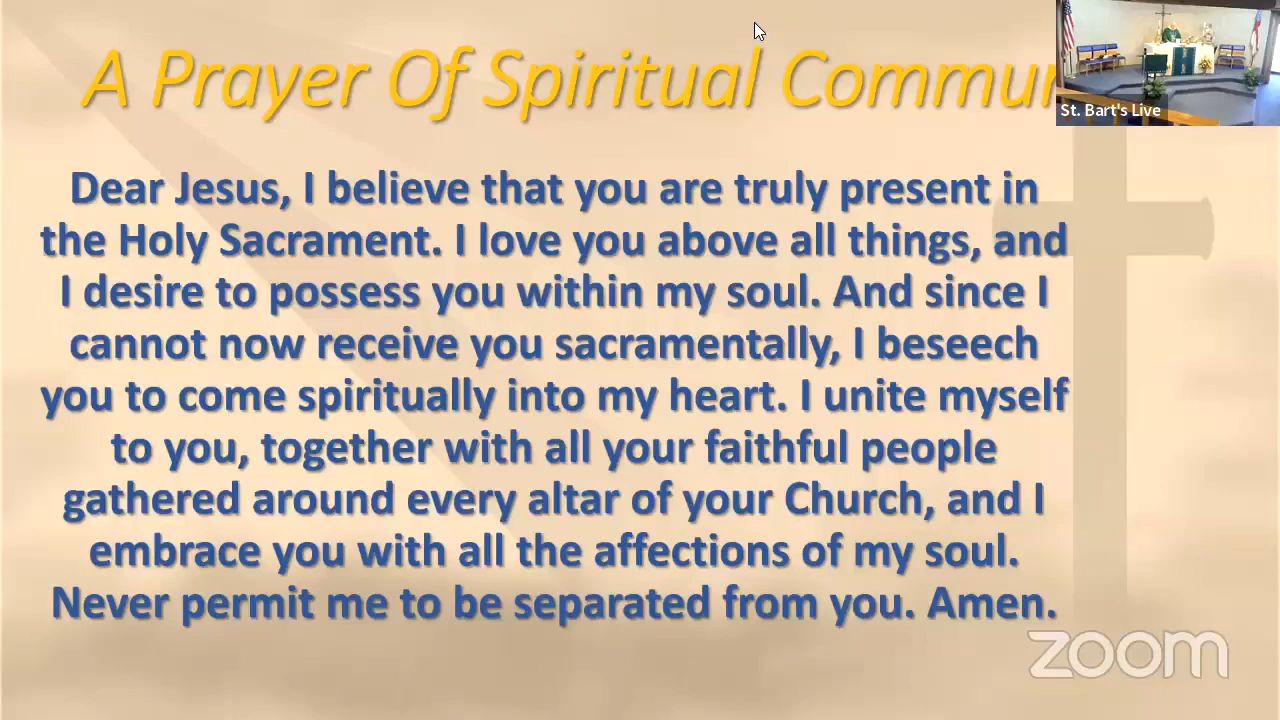 A Prayer Of Spiritual Commun
St. Bart's Live
Dear Jesus, I believe that you are truly present in
the Holy Sacrament. I love you above all things, and
I desire to possess you within my soul. And since I
cannot now receive you sacramentally, I beseech
you to come spiritually into my heart. I unite myself
to you, together with all your faithful people
gathered around every altar of your Church, and I
embrace you with all the affections of my soul.
Never permit me to be separated from you. Amen.
zoom